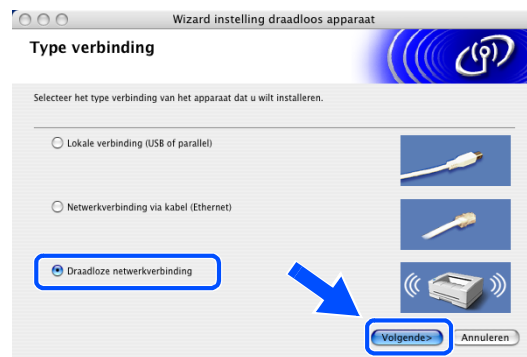 Wizard instelling draadloos apparaat
Type verbinding
Selecteer het type verbinding van het apparaat dat u wilt installeren.
Lokale verbinding (USB of parallel)
Netwerkverbinding via kabel (Ethernet)
Draadloze netwerkverbinding
Volgende>
Annuleren